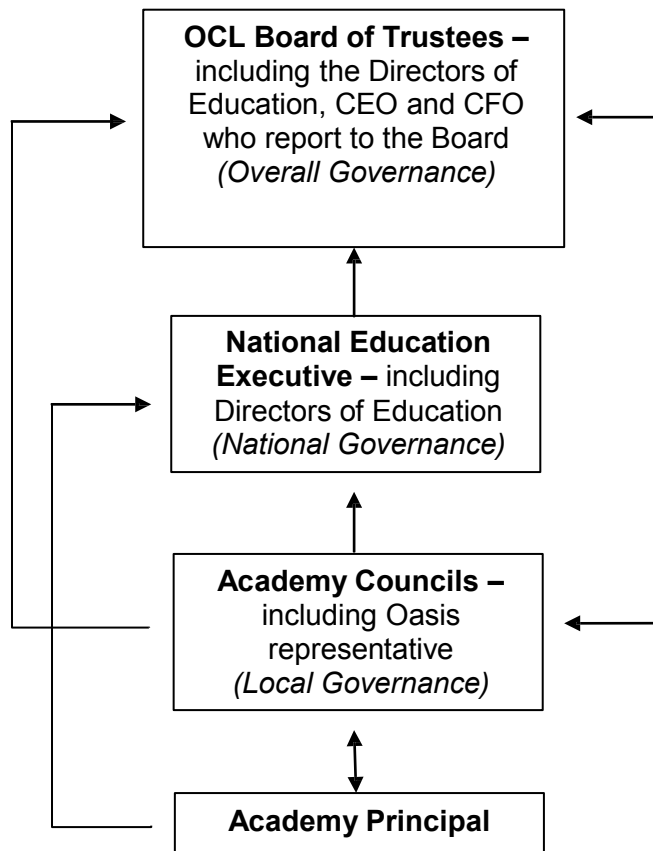 OCL Board of Trustees –
including the Directors of
Education, CEO and CFO
who report to the Board
(Overall Governance)
National Education
Executive – including
Directors of Education
(National Governance)
Academy Councils –
including Oasis
representative
(Local Governance)
Academy Principal